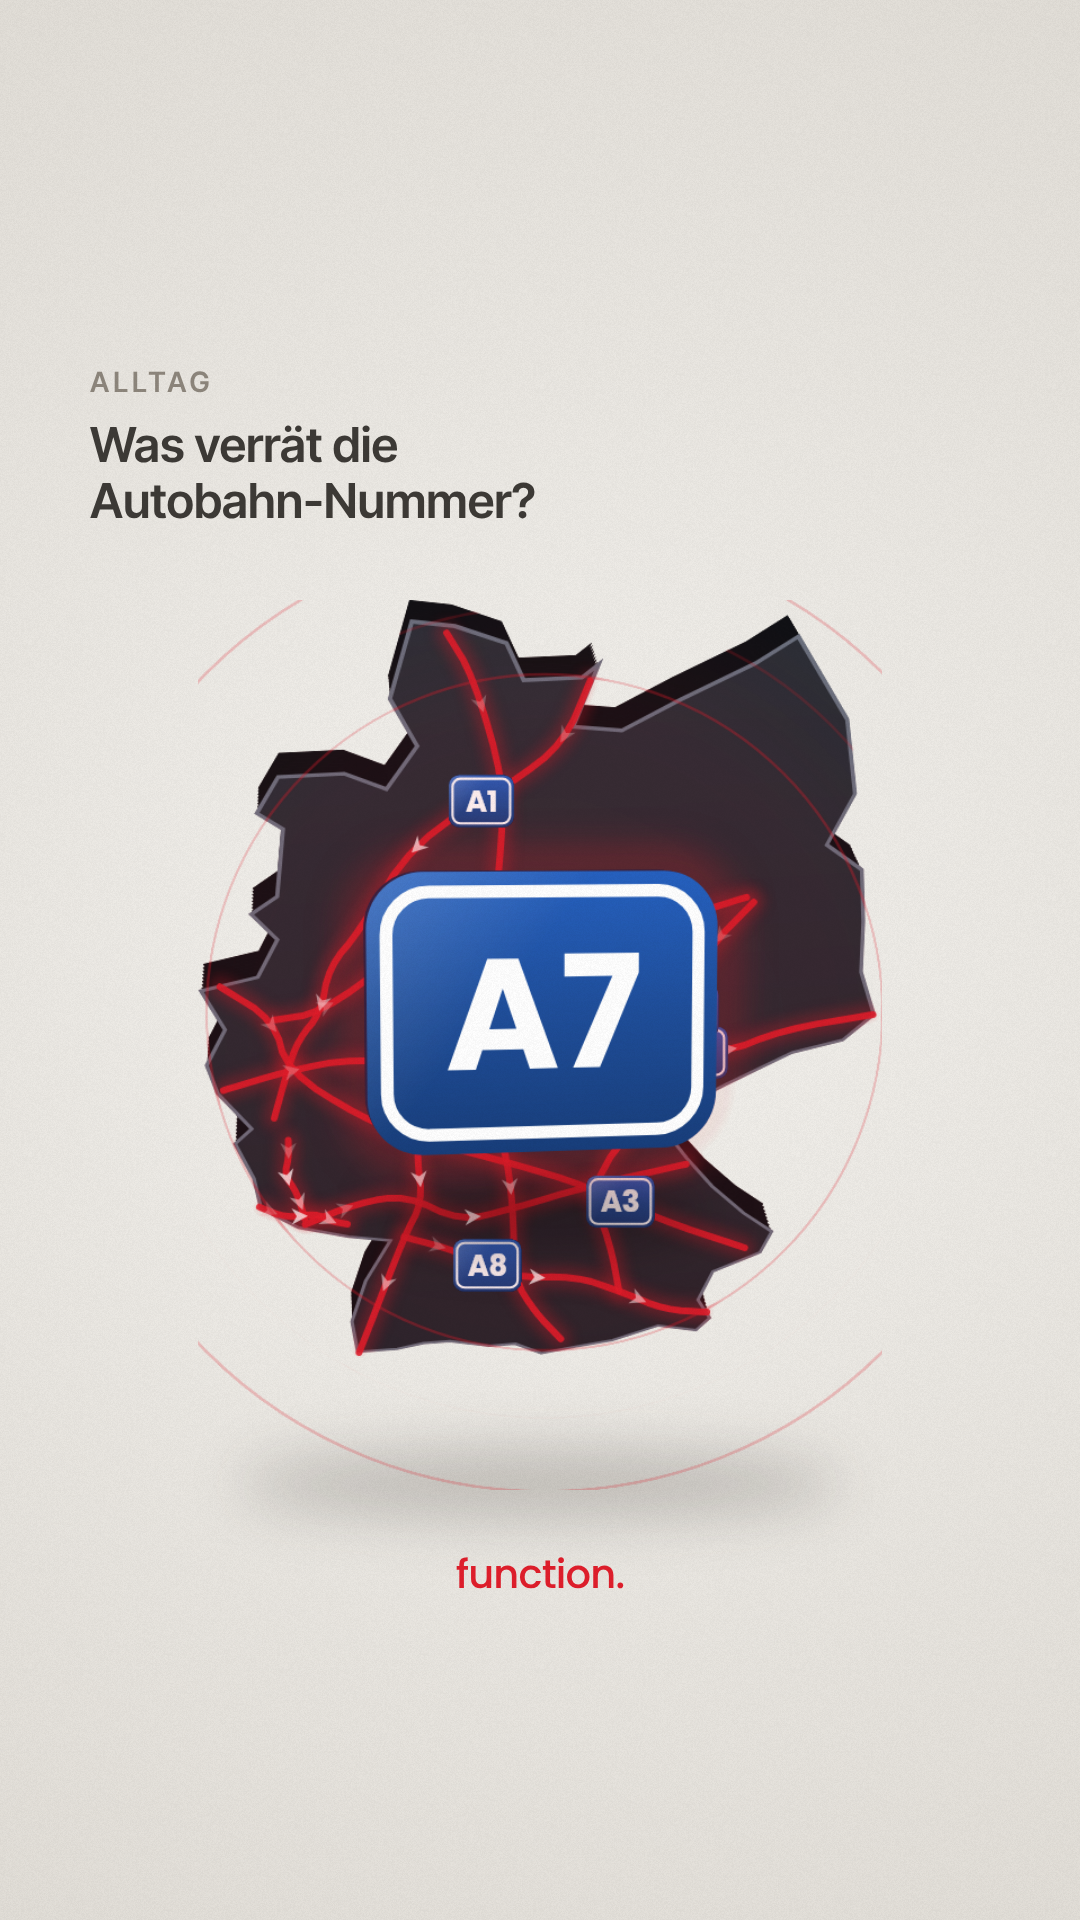 ALLTAG
Was verrät die
Autobahn-Nummer?
A1
A7
A3
A8
function.